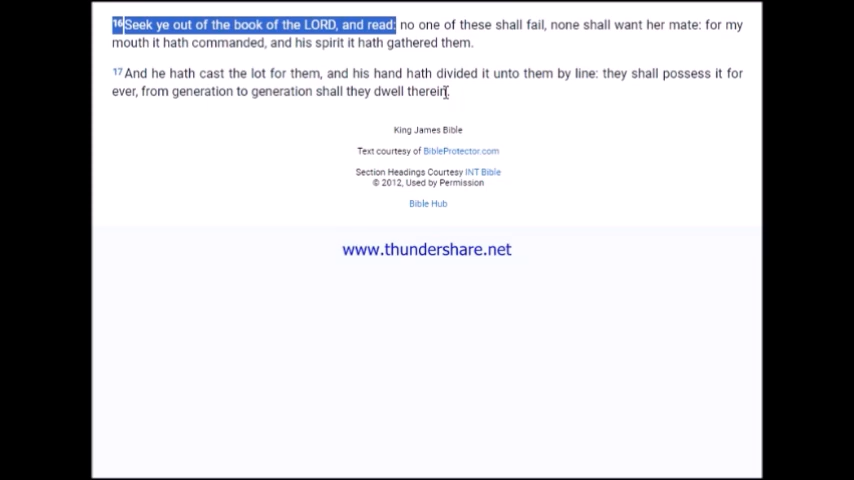 16Seek ye out of the book of the LORD, and read: no one of these shall fail, none shall want her mate: for my
mouth it hath commanded, and his spirit it hath gathered them.
17And he hath cast the lot for them, and his hand hath divided it unto them by line: they shall possess it for
ever, from generation to generation shall they dwell therein.
King James Bible
Text courtesy of BibleProtector.com
Section Headings Courtesy INT Bible
© 2012, Used by Permission
Bible Hub
www.thundershare.net